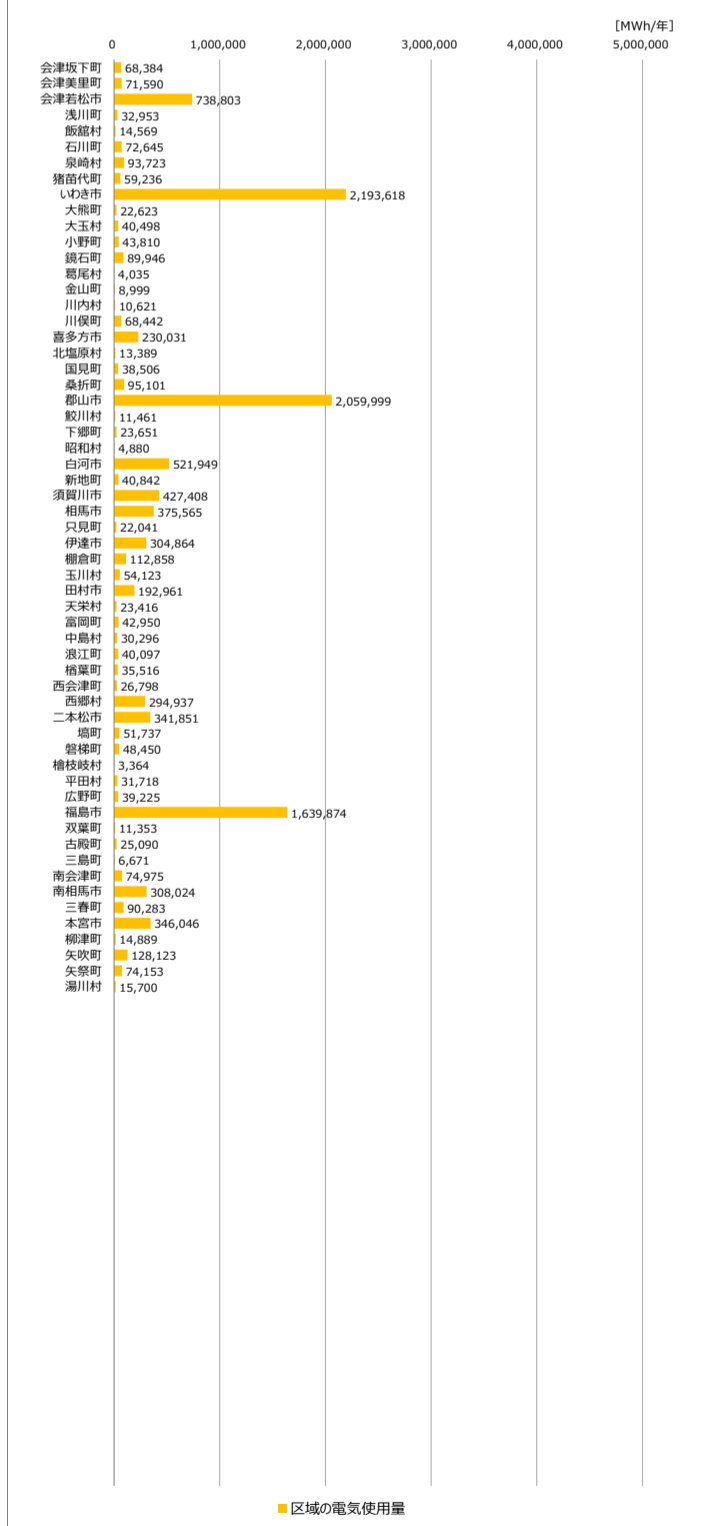 [MWh/年]
0 1,000,000 2,000,000 3,000,000 4,000,000 5,000,000
会津坂下町 68,384
会津美里町 71,590
会津若松市 738,803
浅川町 32,953
飯舘村 14,569
石川町 72,645
泉崎村 93,723
猪苗代町 59,236
いわき市 2,193,618
大熊町 22,623
大玉村 40,498
小野町 43,810
鏡石町 89,946
葛尾村 4,035
金山町 8,999
川内村 10,621
川俣町 68,442
喜多方市 230,031
北塩原村 13,389
国見町 38,506
桑折町 95,101
郡山市 2,059,999
鮫川村 11,461
下郷町 23,651
昭和村 4,880
白河市 521,949
新地町 40,842
須賀川市 427,408
相馬市 375,565
只見町 22,041
伊達市 304,864
棚倉町 112,858
玉川村 54,123
田村市 192,961
天栄村 23,416
富岡町 42,950
中島村 30,296
浪江町 40,097
楢葉町 35,516
西会津町 26,798
西郷村 294,937
二本松市 341,851
塙町 51,737
磐梯町 48,450
檜枝岐村 3,364
平田村 31,718
広野町 39,225
福島市 1,639,874
双葉町 11,353
古殿町 25,090
三島町 6,671
南会津町 74,975
南相馬市 308,024
三春町 90,283
本宮市 346,046
柳津町 14,889
矢吹町 128,123
矢祭町 74,153
湯川村 15,700
区域の電気使用量